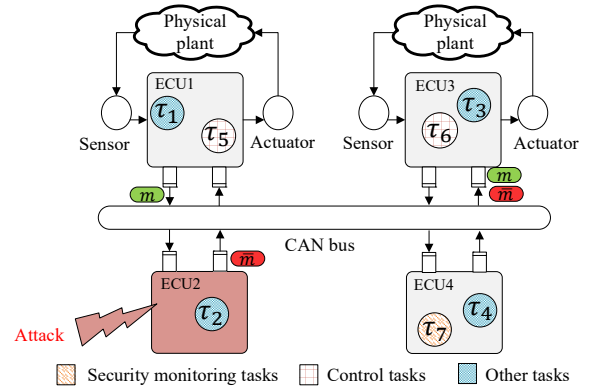 Physical
plant
Physical
plant
ECU1
τ1
τ5
Sensor
Actuator
ECU3
τ3
τ6
Sensor
Actuator
m
m
m̅
CAN bus
m̅
ECU2
τ2
ECU4
τ4
τ7
Attack
Security monitoring tasks
Control tasks
Other tasks